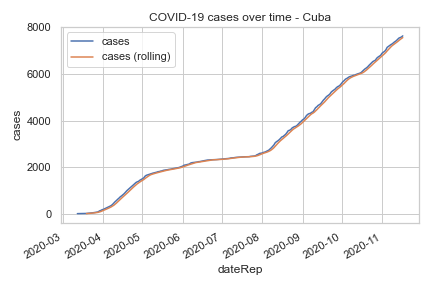 COVID-19 cases over time - Cuba
cases
cases (rolling)
8000
6000
4000
2000
0
cases
2020-03
2020-04
2020-05
2020-06
2020-07
2020-08
2020-09
2020-10
2020-11
dateRep